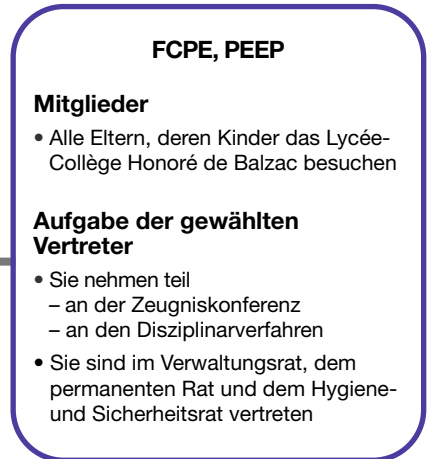 FCPE, PEEP
Mitglieder
• Alle Eltern, deren Kinder das Lycée-
Collège Honoré de Balzac besuchen
Aufgabe der gewählten
Vertreter
• Sie nehmen teil
– an der Zeugniskonferenz
– an den Disziplinarverfahren
• Sie sind im Verwaltungsrat, dem
permanenten Rat und dem Hygiene-
und Sicherheitsrat vertreten